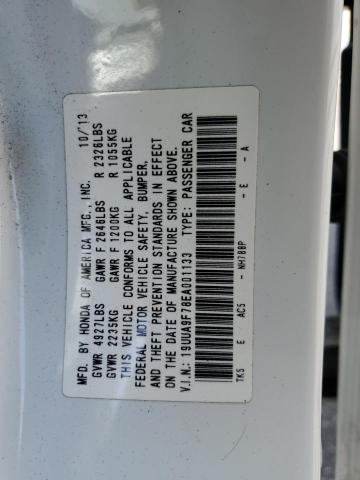 MFD. BY HONDA OF AMERICA MFG., INC. 10/13
GVWR 4927LBS GAWR F 2646LBS R 2326LBS
GVWR 2235KG GAWR F 1200KG R 1055KG
THIS VEHICLE CONFORMS TO ALL APPLICABLE
FEDERAL MOTOR VEHICLE SAFETY, BUMPER,
AND THEFT PREVENTION STANDARDS IN EFFECT
ON THE DATE OF MANUFACTURE SHOWN ABOVE.
V.I.N.: 19UUA9F78EA001133 TYPE: PASSENGER CAR
TK5 E AC5 - NH788P - E - A